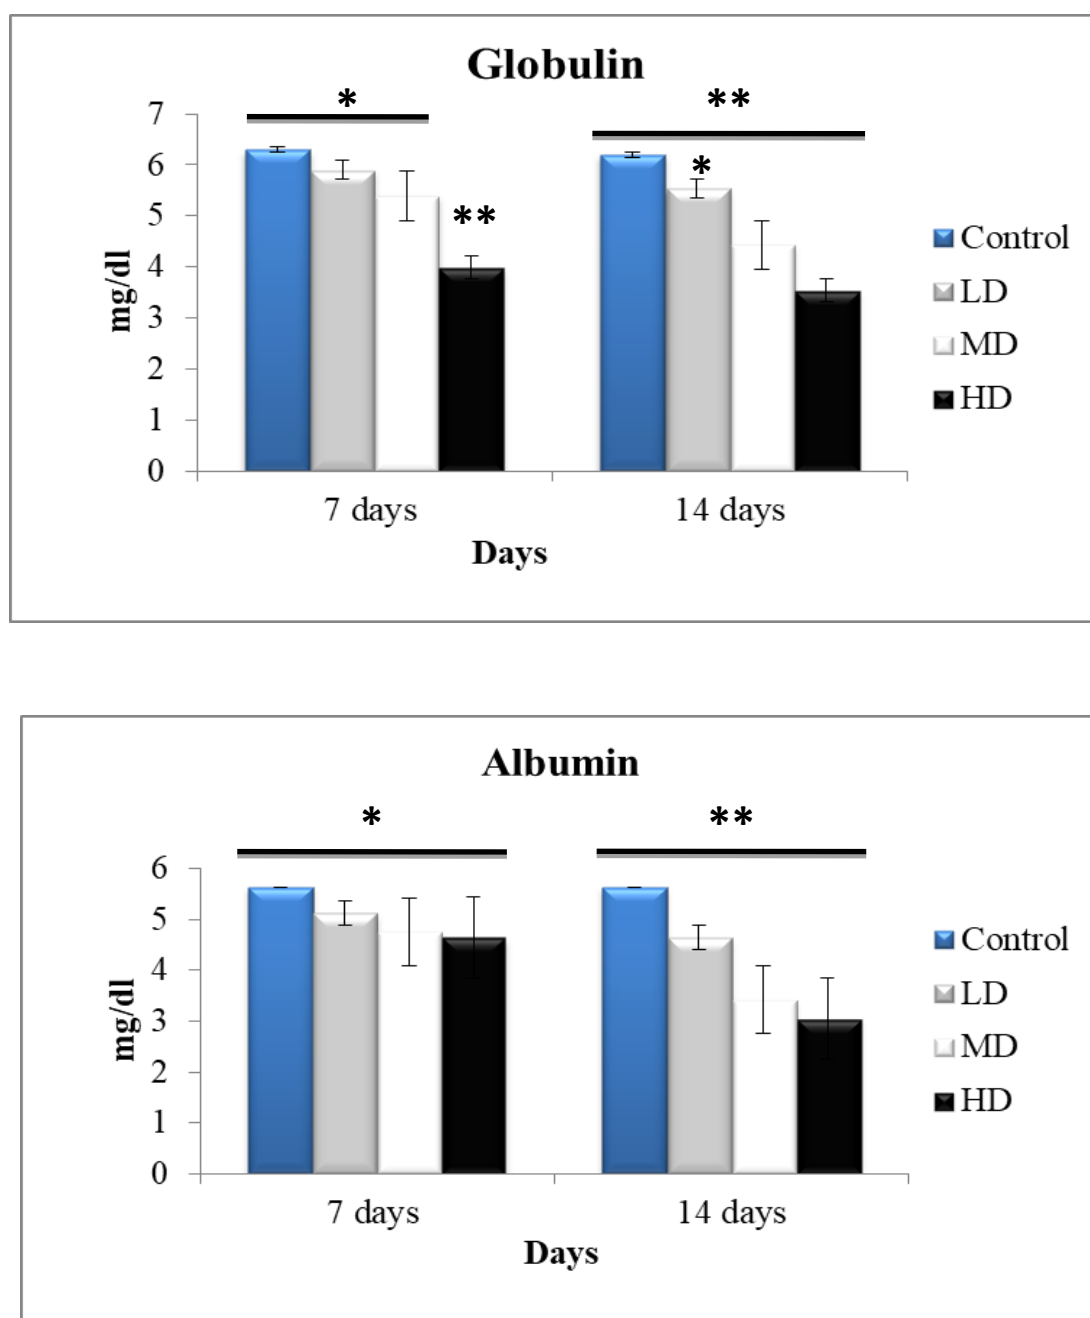 Globulin
* **
7
6
5
4
3
2
1
0
mg/dl
*
**
7 days 14 days
Days
Control
LD
MD
HD
Albumin
* **
6
5
4
3
2
1
0
mg/dl
7 days 14 days
Days
Control
LD
MD
HD